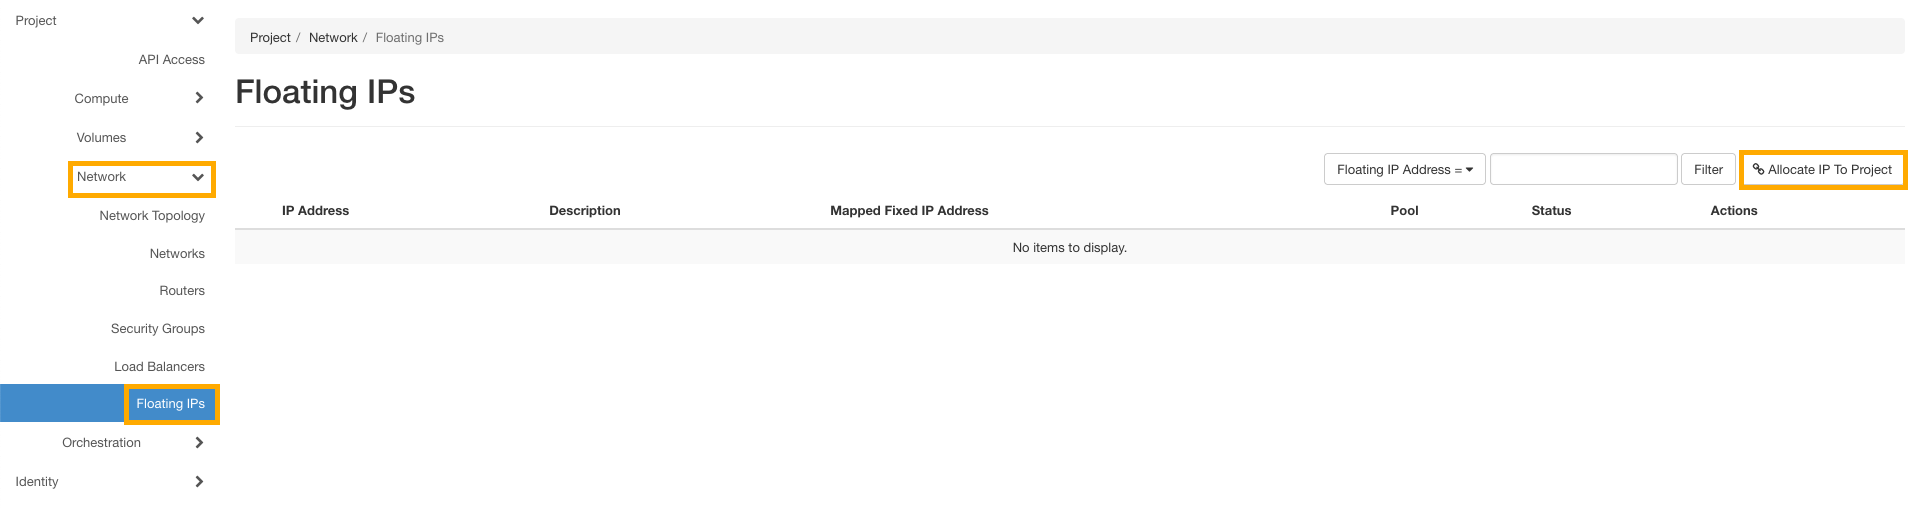 Project
API Access
Compute
Volumes
Network
Network Topology
Networks
Routers
Security Groups
Load Balancers
Floating IPs
Orchestration
Identity
Project / Network / Floating IPs
Floating IPs
Floating IP Address = Filter Allocate IP To Project
IP Address Description Mapped Fixed IP Address Pool Status Actions
No items to display.